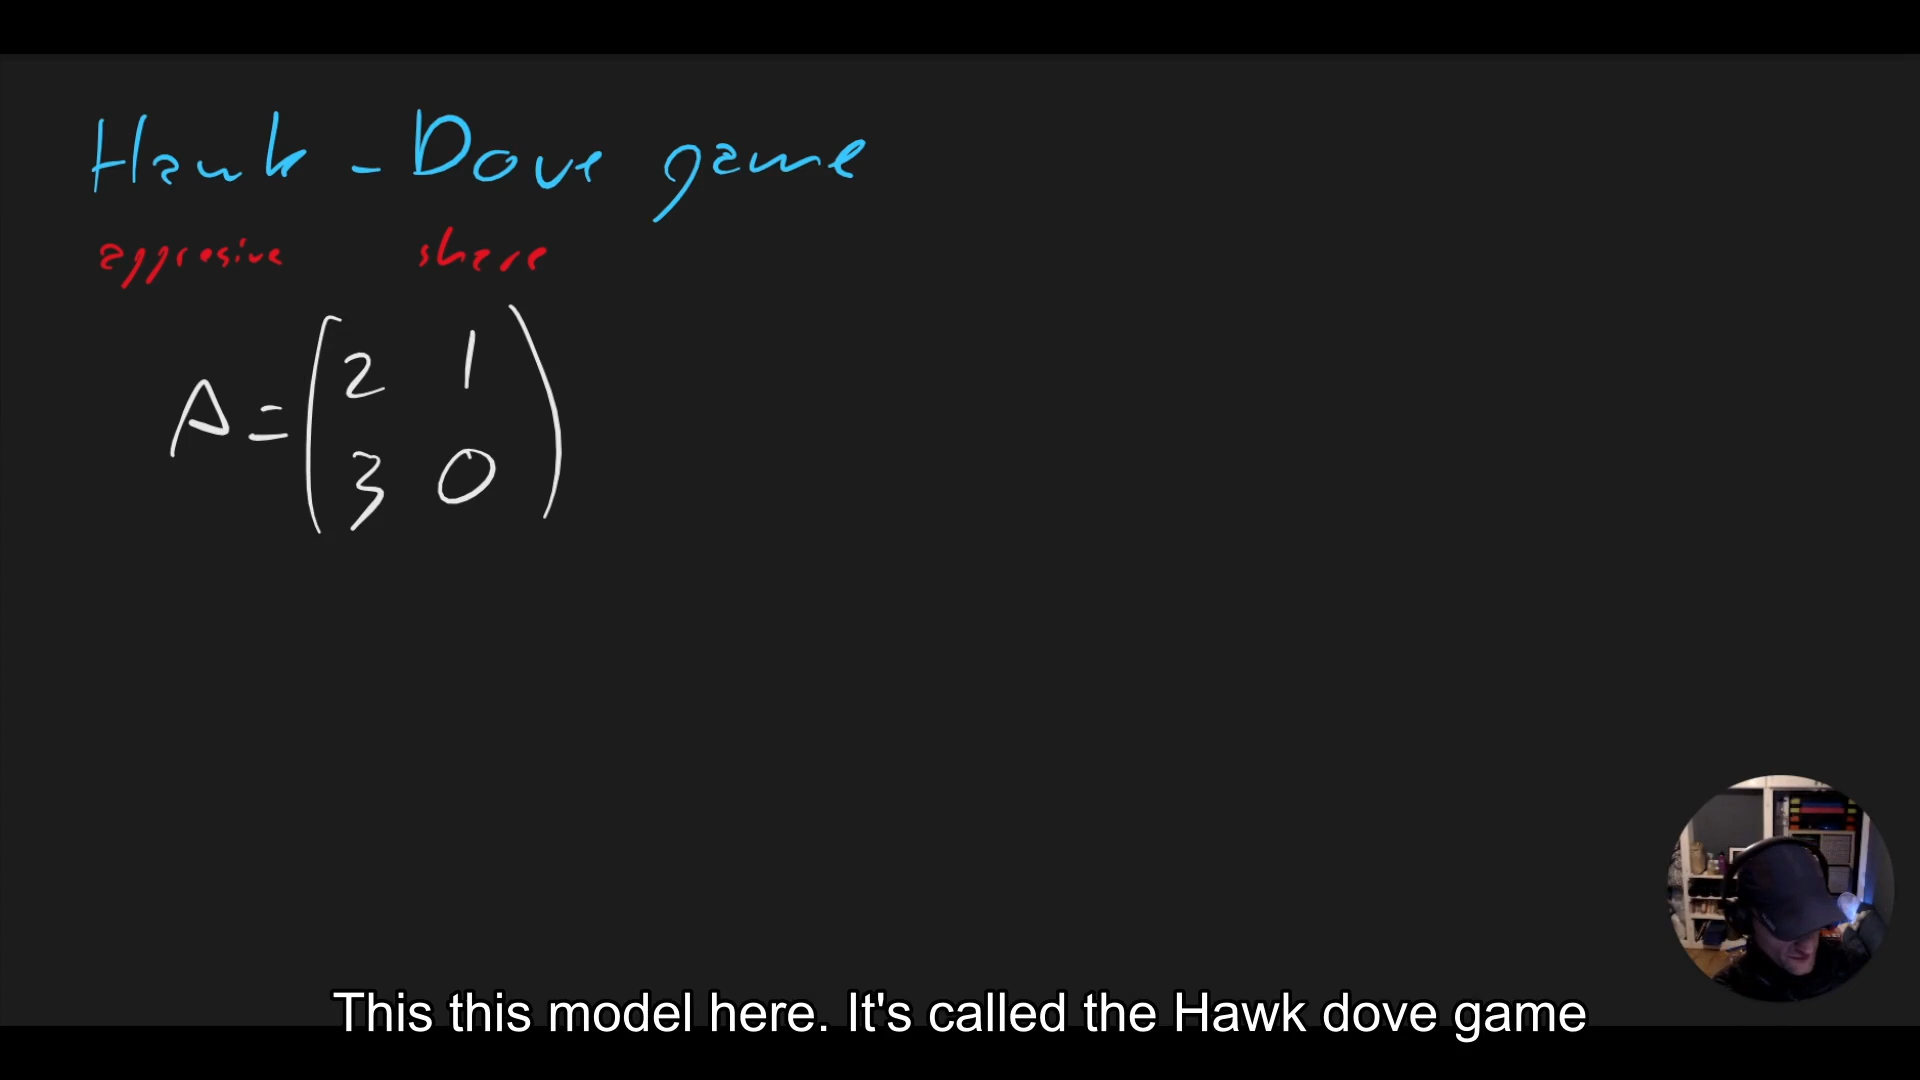 Hawk - Dove game
aggresive share
A = ( 2 1
3 0 )
This this model here. It's called the Hawk dove game